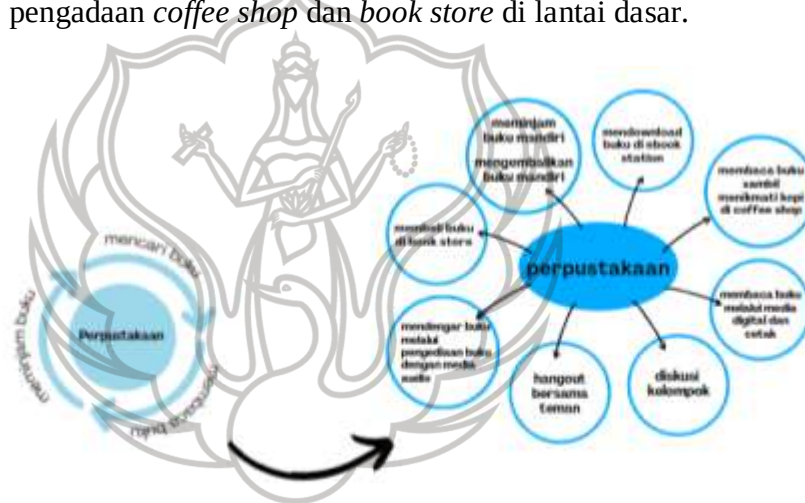 pengadaan coffee shop dan book store di lantai dasar.
mencari buku
meminjam buku
Perpustakaan
membaca buku
meminjam
buku mandiri
mengembalikan
buku mandiri
mendownload
buku di ebook
station
membaca buku
sambil
menikmati kopi
di coffee shop
membeli buku
di book store
perpustakaan
membaca buku
melalui media
digital dan
cetak
mendengar buku
melalui
pengediaan buku
dengan media
audio
hangout
bersama
teman
diskusi
kelompok